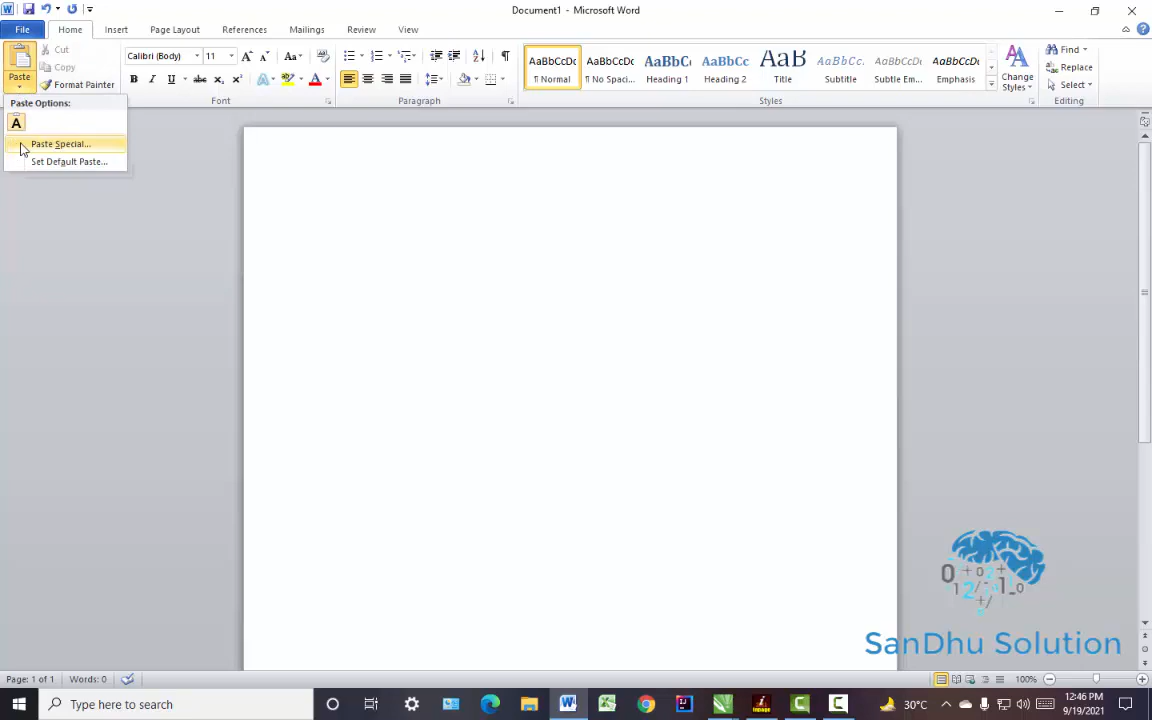 Document1 - Microsoft Word
File Home Insert Page Layout References Mailings Review View
Paste
Cut
Copy
Format Painter
Calibri (Body) 11
Font
Paragraph
AaBbCcDc AaBbCcDc AaBbCc AaBbCc AaB AaBbCc. AaBbCcDc AaBbCcDc
¶ Normal ¶ No Spaci... Heading 1 Heading 2 Title Subtitle Subtle Em... Emphasis
Change
Styles
Styles
Find
Replace
Select
Editing
Paste Options:
Paste Special...
Set Default Paste...
SanDhu Solution
Page: 1 of 1 Words: 0 100%
Type here to search
30°C
12:46 PM
9/19/2021